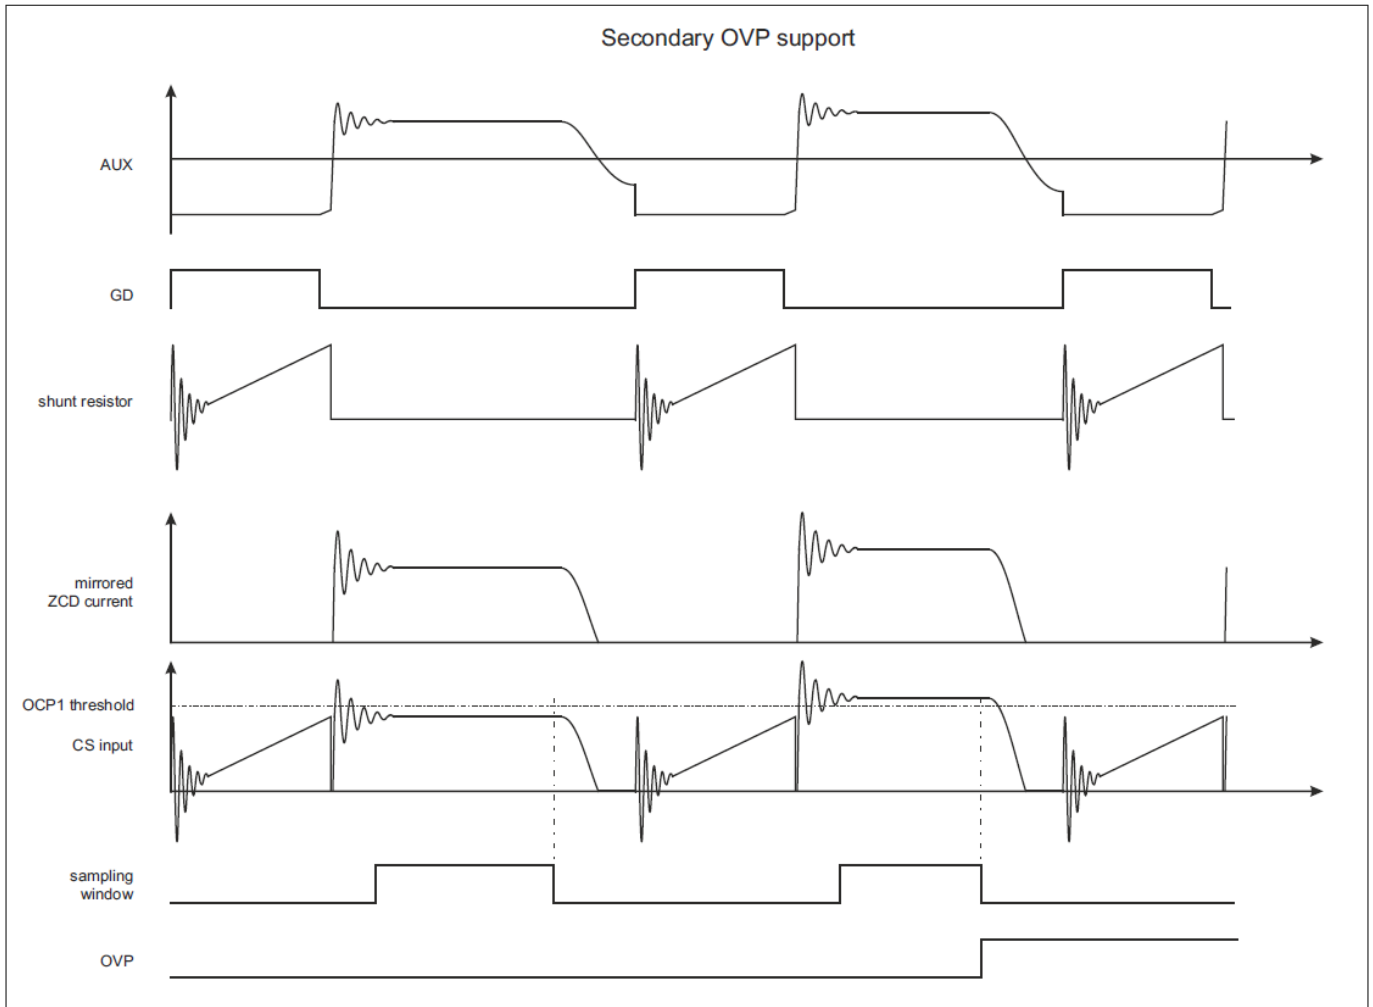 Secondary OVP support
AUX
GD
shunt resistor
mirrored
ZCD current
OCP1 threshold
CS input
sampling
window
OVP